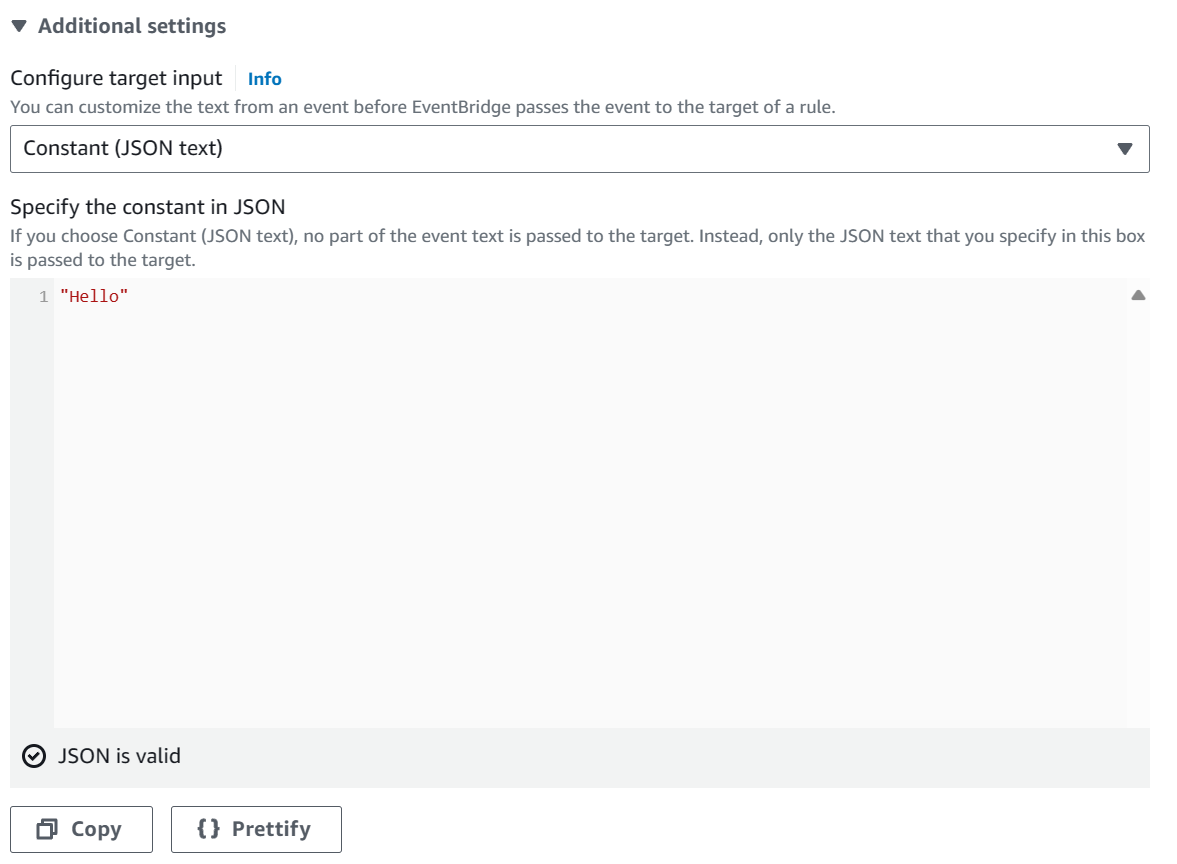 Additional settings
Configure target input Info
You can customize the text from an event before EventBridge passes the event to the target of a rule.
Constant (JSON text)
Specify the constant in JSON
If you choose Constant (JSON text), no part of the event text is passed to the target. Instead, only the JSON text that you specify in this box
is passed to the target.
1 "Hello"
JSON is valid
Copy {} Prettify